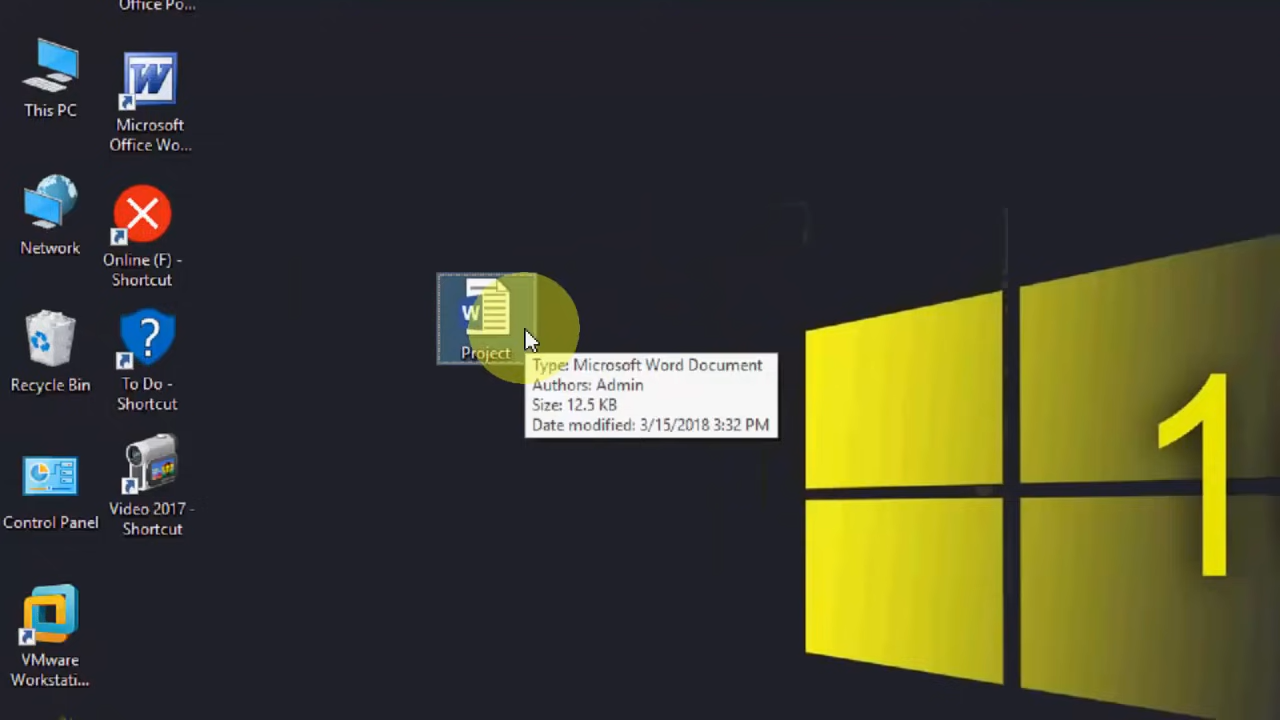 Office Po...
This PC
Microsoft
Office Wo...
Network
Online (F) -
Shortcut
Recycle Bin
To Do -
Shortcut
Control Panel
Video 2017 -
Shortcut
VMware
Workstati...
W
Project
Type: Microsoft Word Document
Authors: Admin
Size: 12.5 KB
Date modified: 3/15/2018 3:32 PM
1